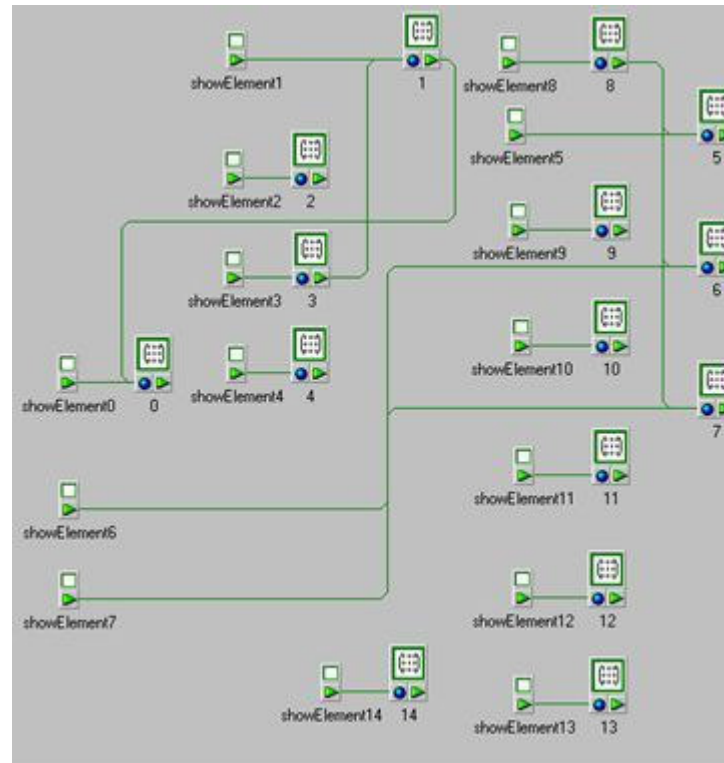 showElement1
1
showElement8
8
showElement5
5
showElement2
2
showElement9
9
showElement3
3
6
showElement10
10
showElement0
0
showElement4
4
7
showElement11
11
showElement6
showElement7
showElement12
12
showElement14
14
showElement13
13